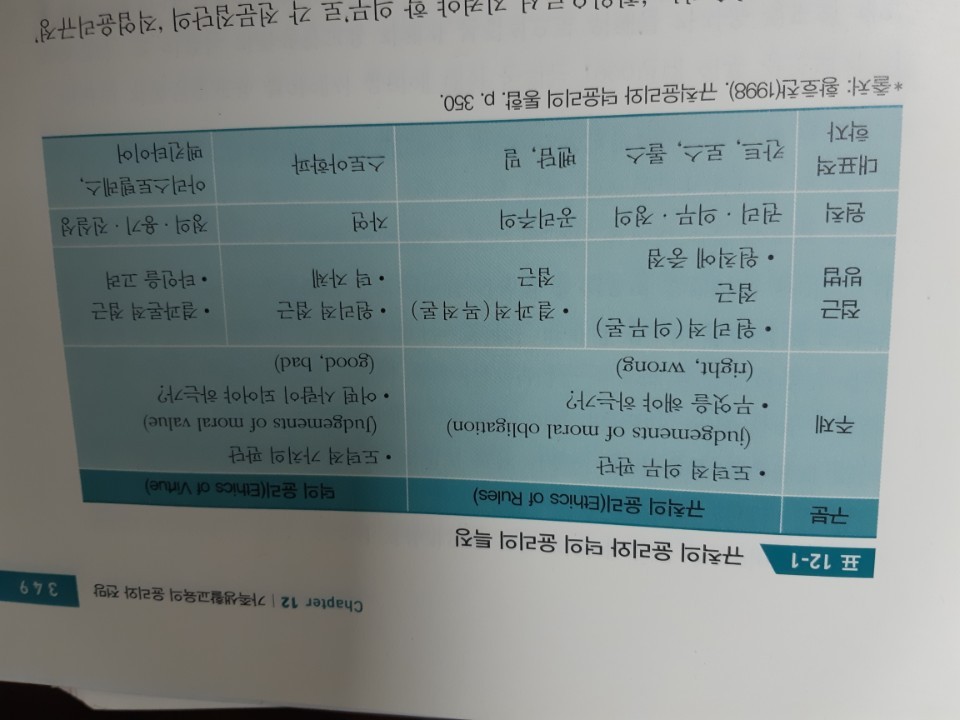 Chapter 12 | 가족생활교육의 윤리와 전망
349
표 12-1 규칙의 윤리와 덕의 윤리의 특징
구분 규칙의 윤리(Ethics of Rules) 덕의 윤리(Ethics of Virtue)
주제
• 도덕적 의무 판단
(judgements of moral obligation)
• 무엇을 해야 하는가?
(right, wrong)
• 도덕적 가치의 판단
(judgements of moral value)
• 어떤 사람이 되어야 하는가?
(good, bad)
접근
방법
• 원리적(의무론)
접근
• 원칙에 중점
• 결과적(목적론)
접근
• 원리적 접근
• 덕 자체
• 결과론적 접근
• 타인을 고려
원칙 권리 · 의무 · 정의 공리주의 자연 정의 · 용기 · 진실성
대표적
학자
칸트, 로스, 롤스
벤담, 밀
스토아학파
아리스토텔레스,
맥킨타이어
*출처: 황호찬(1998). 규칙윤리와 덕윤리의 통합. p. 350.
지켜야 할 의무'로 각 전문집단의 '직업윤리규정'